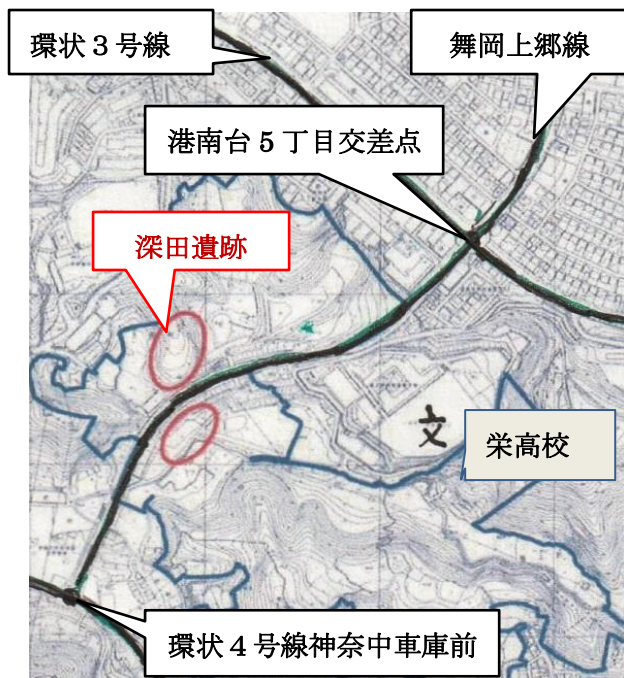 環状３号線
舞岡上郷線
港南台５丁目交差点
深田遺跡
文
栄高校
環状４号線神奈中車庫前